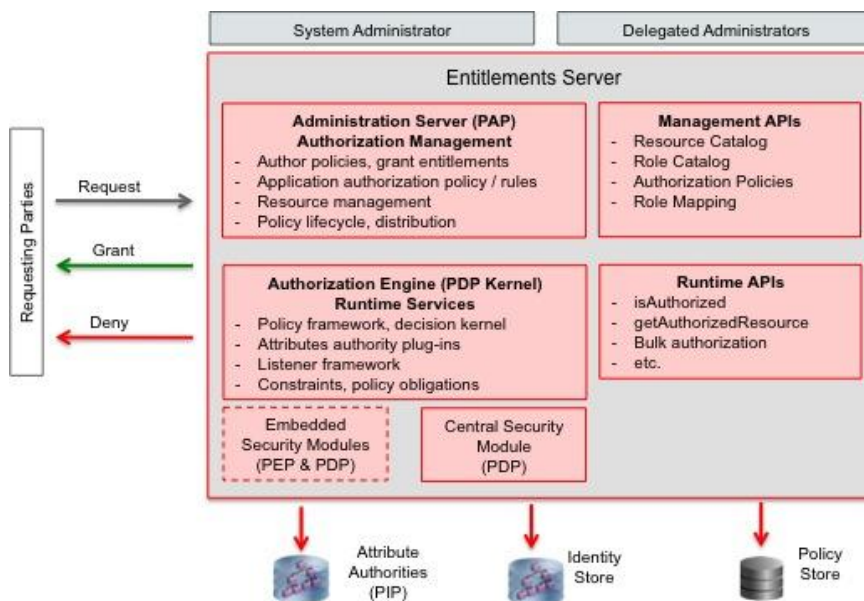 System Administrator
Delegated Administrators
Entitlements Server
Administration Server (PAP)
Authorization Management
- Author policies, grant entitlements
- Application authorization policy / rules
- Resource management
- Policy lifecycle, distribution
Management APIs
- Resource Catalog
- Role Catalog
- Authorization Policies
- Role Mapping
Requesting Parties
Request
Grant
Deny
Authorization Engine (PDP Kernel)
Runtime Services
- Policy framework, decision kernel
- Attributes authority plug-ins
- Listener framework
- Constraints, policy obligations
Runtime APIs
- isAuthorized
- getAuthorizedResource
- Bulk authorization
- etc.
Embedded
Security Modules
(PEP & PDP)
Central Security
Module
(PDP)
Attribute
Authorities
(PIP)
Identity
Store
Policy
Store